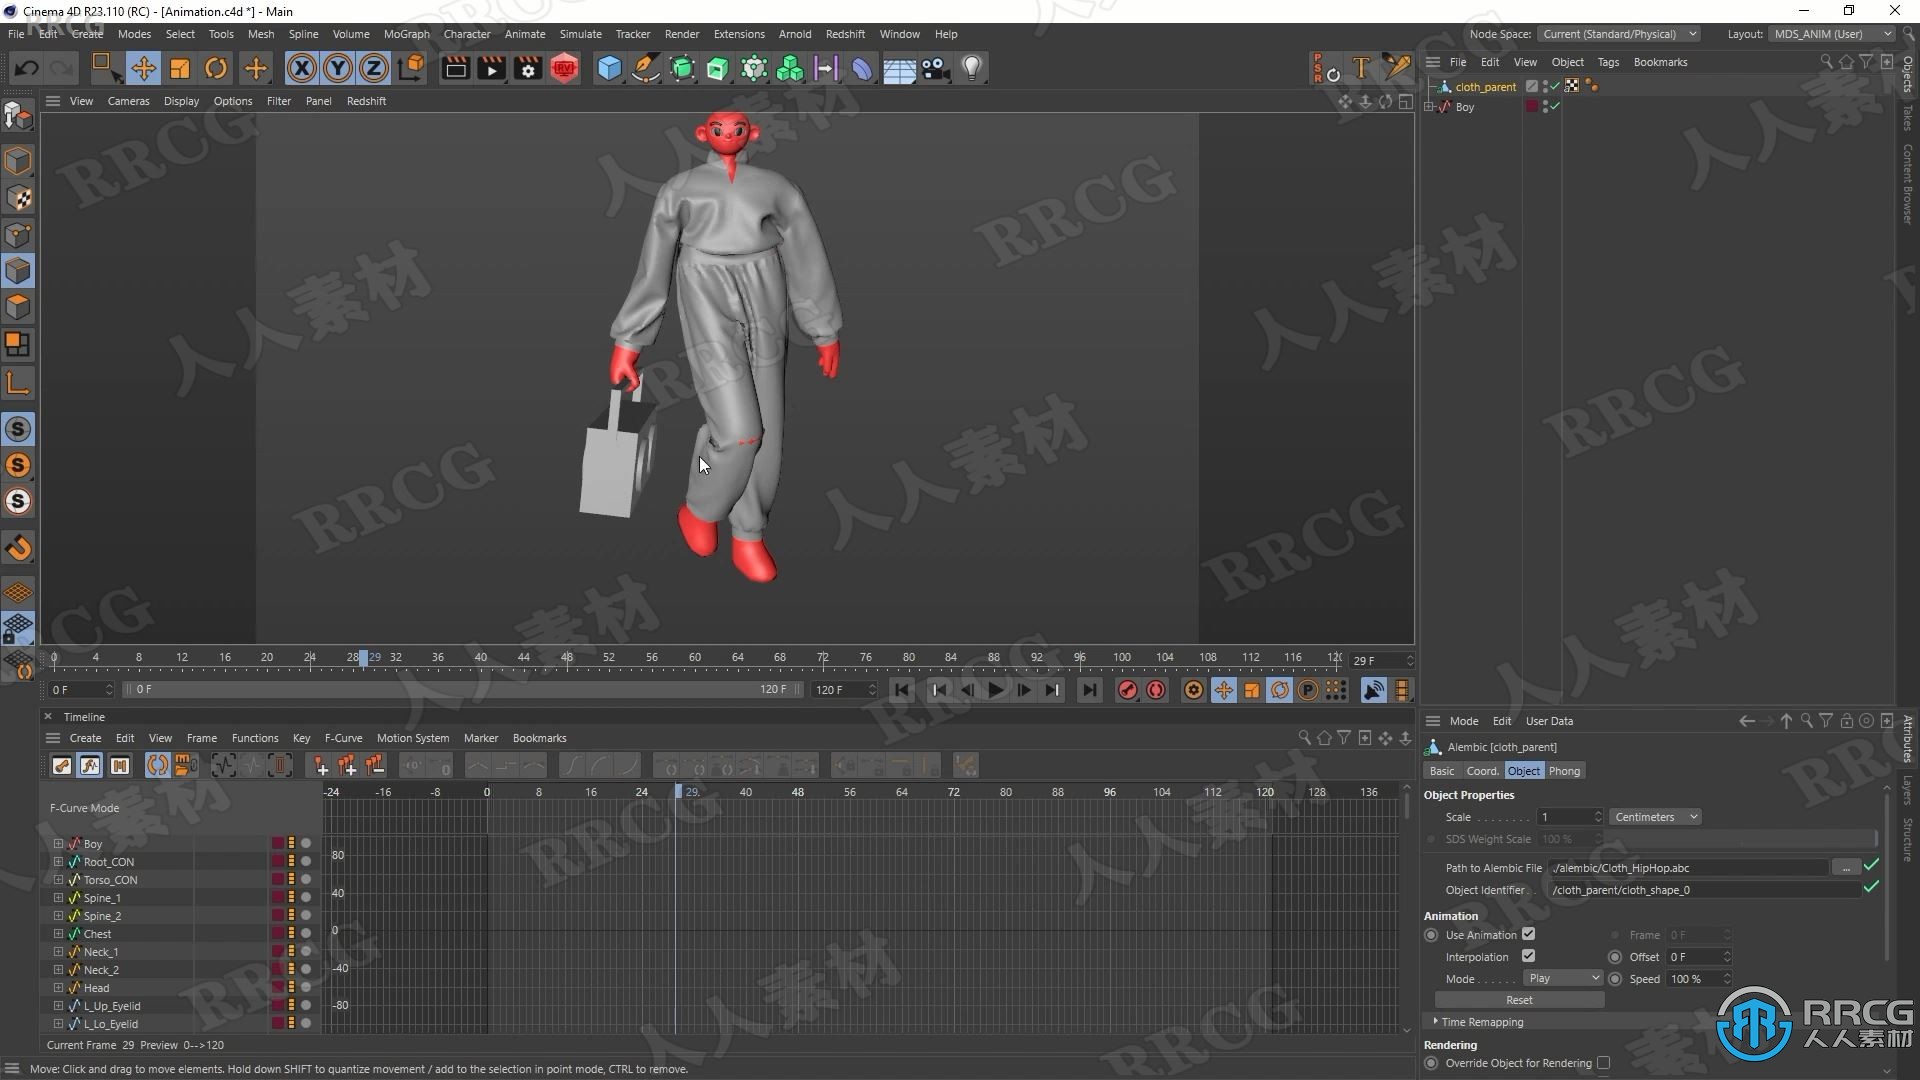 Cinema 4D R23.110 (RC) - [Animation.c4d *] - Main
File Edit Create Modes Select Tools Mesh Spline Volume MoGraph Character Animate Simulate Tracker Render Extensions Arnold Redshift Window Help
Node Space: Current (Standard/Physical) Layout: MDS_ANIM (User)
File Edit View Object Tags Bookmarks
View Cameras Display Options Filter Panel Redshift
cloth_parent
Boy
Objects
Takes
Content Browser
0 4 8 12 16 20 24 28 29 32 36 40 44 48 52 56 60 64 68 72 76 80 84 88 92 96 100 104 108 112 116 29 F
0 F 0 F 120 F 120 F
Timeline
Create Edit View Frame Functions Key F-Curve Motion System Marker Bookmarks
-24 -16 -8 0 8 16 24 29 40 48 56 64 72 80 88 96 104 112 120 128 136
F-Curve Mode
Boy
Root_CON
Torso_CON
Spine_1
Spine_2
Chest
Neck_1
Neck_2
Head
L_Up_Eyelid
L_Lo_Eyelid
80
40
0
-40
-80
Current Frame 29 Preview 0-->120
Move: Click and drag to move elements. Hold down SHIFT to quantize movement / add to the selection in point mode, CTRL to remove.
Mode Edit User Data
Alembic [cloth_parent]
Basic Coord. Object Phong
Object Properties
Scale 1 Centimeters
SDS Weight Scale 100 %
Path to Alembic File ./alembic/Cloth_HipHop.abc ...
Object Identifier /cloth_parent/cloth_shape_0
Animation
Use Animation Frame 0 F
Interpolation Offset 0 F
Mode Play Speed 100 %
Reset
Time Remapping
Rendering
Override Object for Rendering
Attributes
Layers
Structure
RRCG
人人素材